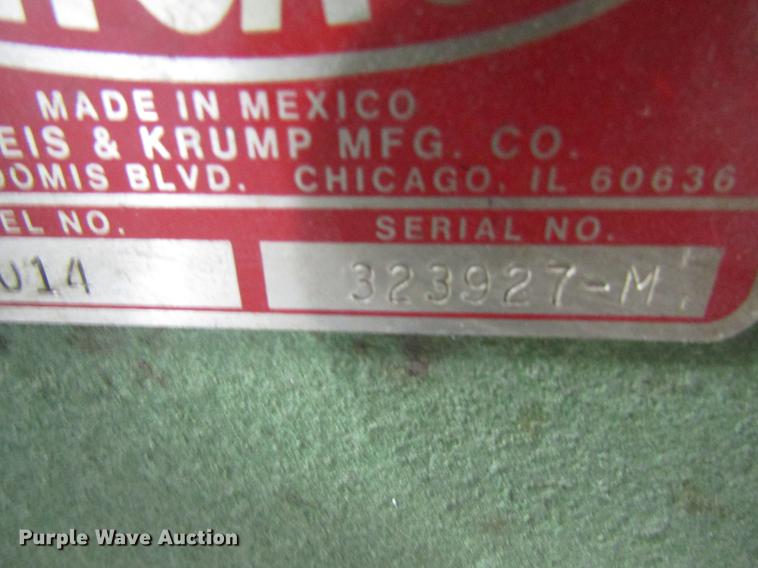 MADE IN MEXICO
EIS & KRUMP MFG. CO.
OOMIS BLVD. CHICAGO, IL 60636
EL NO. SERIAL NO.
014 323927-M
Purple Wave Auction